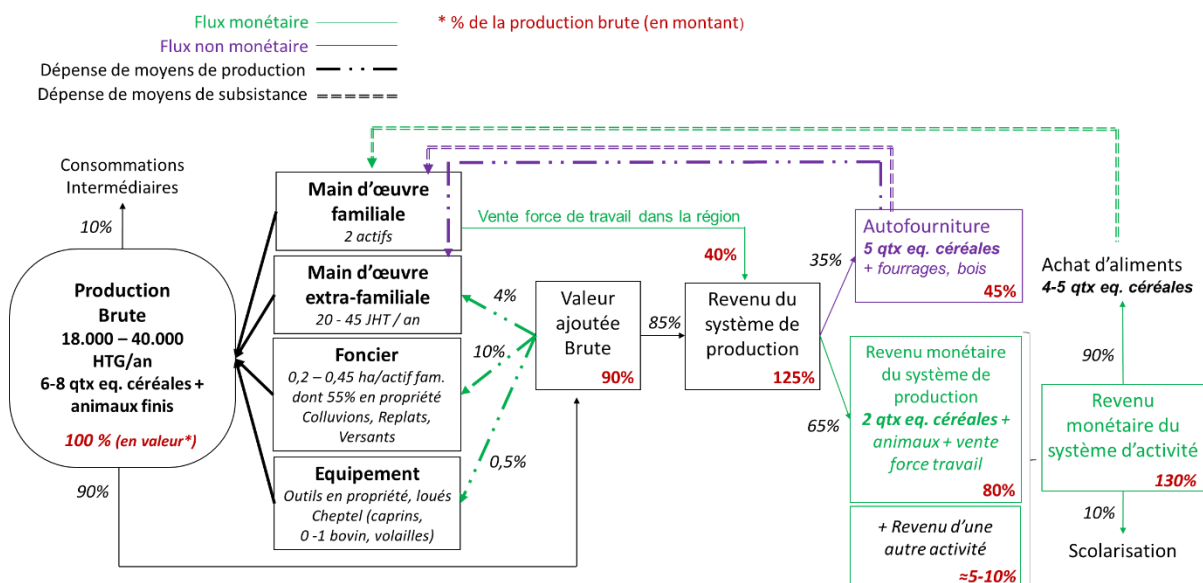 Flux monétaire
* % de la production brute (en montant)
Flux non monétaire
Dépense de moyens de production
Dépense de moyens de subsistance
Consommations
Intermédiaires
10%
Production
Brute
18.000 – 40.000
HTG/an
6-8 qtx eq. céréales +
animaux finis
100 % (en valeur*)
90%
Main d'œuvre
familiale
2 actifs
Main d'œuvre
extra-familiale
20 - 45 JHT / an
Foncier
0,2 – 0,45 ha/actif fam.
dont 55% en propriété
Colluvions, Replats,
Versants
Equipement
Outils en propriété, loués
Cheptel (caprins,
0 -1 bovin, volailles)
Vente force de travail dans la région
40%
4%
10%
0,5%
Valeur
ajoutée
Brute
90%
85%
Revenu du
système de
production
125%
35%
65%
Autofourniture
5 qtx eq. céréales
+ fourrages, bois
45%
Revenu monétaire
du système de
production
2 qtx eq. céréales +
animaux + vente
force travail
80%
+ Revenu d'une
autre activité
≈5-10%
Achat d'aliments
4-5 qtx eq. céréales
90%
Revenu
monétaire du
système d'activité
130%
10%
Scolarisation